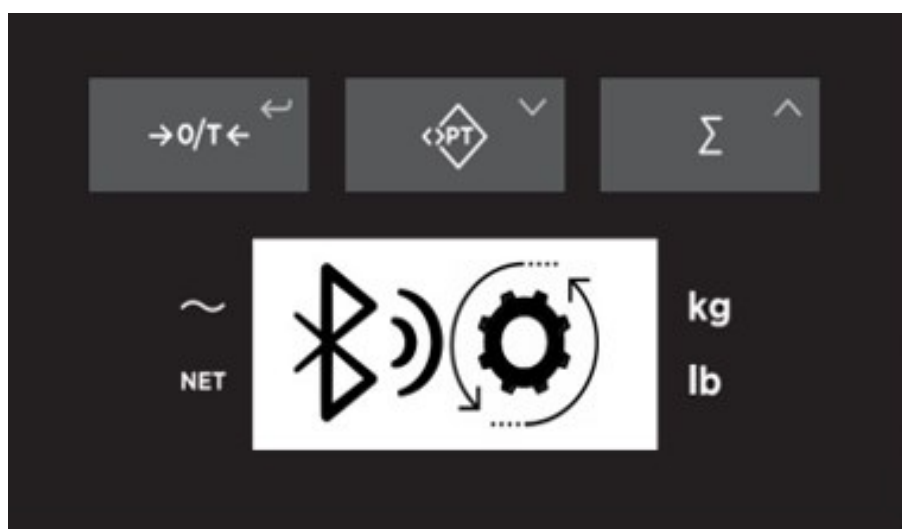 →0/T←
<>PT
Σ
~
kg
NET
lb